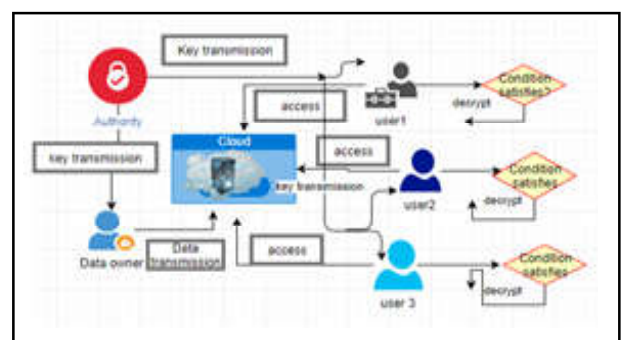 Key transmission
Condition
satisfies?
decrypt
access
user1
Authority
Cloud
key transmission
access
Condition
satisfies
key transmission
decrypt
user2
Data owner
Data
transmission
access
Condition
satisfies
decrypt
user 3